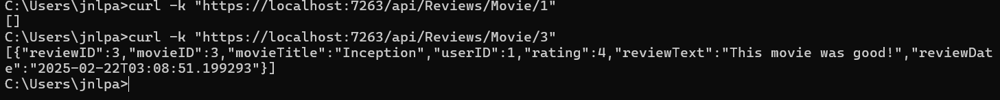 C:\Users\jnlpa>curl -k "https://localhost:7263/api/Reviews/Movie/1"
[]
C:\Users\jnlpa>curl -k "https://localhost:7263/api/Reviews/Movie/3"
[{"reviewID":3,"movieID":3,"movieTitle":"Inception","userID":1,"rating":4,"reviewText":"This movie was good!","reviewDat
e":"2025-02-22T03:08:51.199293"}]
C:\Users\jnlpa>